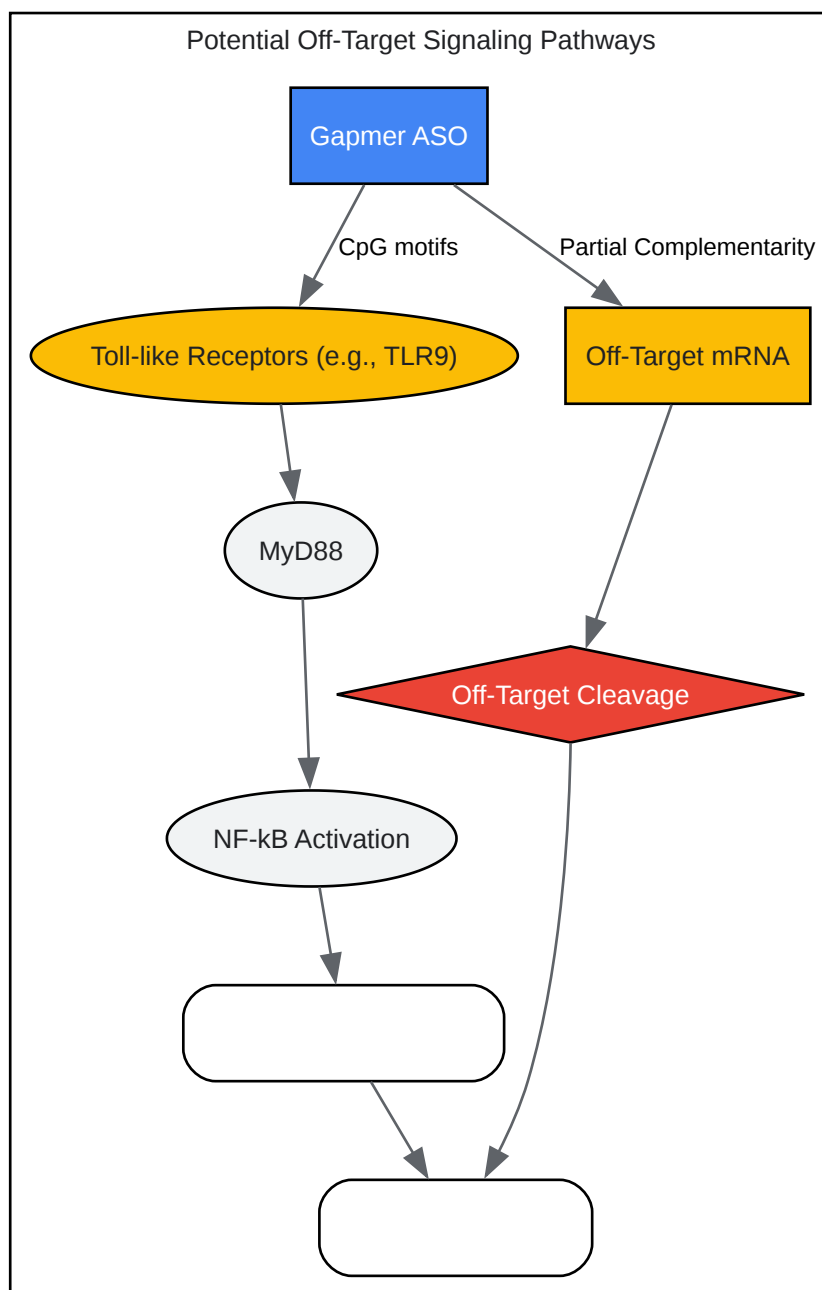 Potential Off-Target Signaling Pathways
Gapmer ASO
CpG motifs
Partial Complementarity
Toll-like Receptors (e.g., TLR9)
Off-Target mRNA
MyD88
Off-Target Cleavage
NF-kB Activation